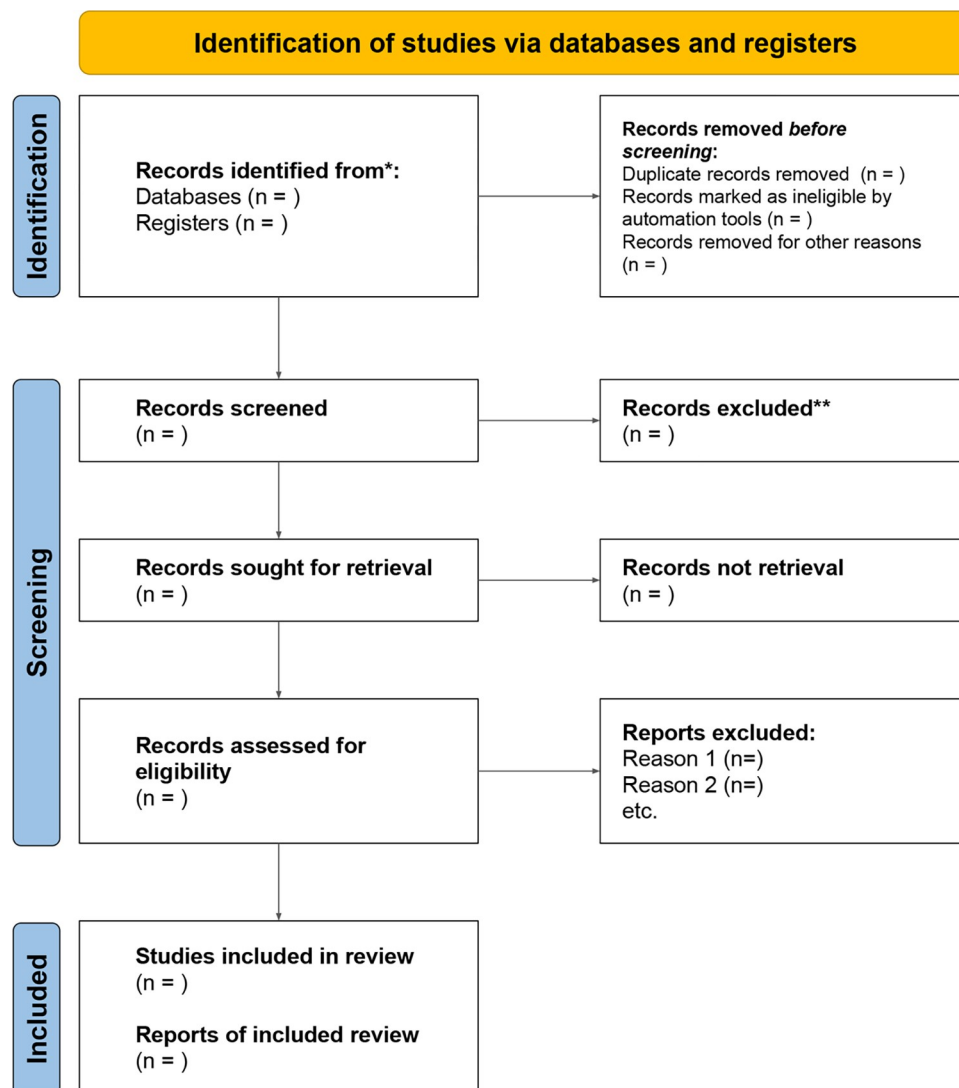 Identification of studies via databases and registers
Identification
Records identified from*:
Databases (n = )
Registers (n = )
Records removed before
screening:
Duplicate records removed  (n = )
Records marked as ineligible by
automation tools (n = )
Records removed for other reasons
(n = )
Screening
Records screened
(n = )
Records excluded**
(n = )
Records sought for retrieval
(n = )
Records not retrieval
(n = )
Records assessed for
eligibility
(n = )
Reports excluded:
Reason 1 (n=)
Reason 2 (n=)
etc.
Included
Studies included in review
(n = )
Reports of included review
(n = )